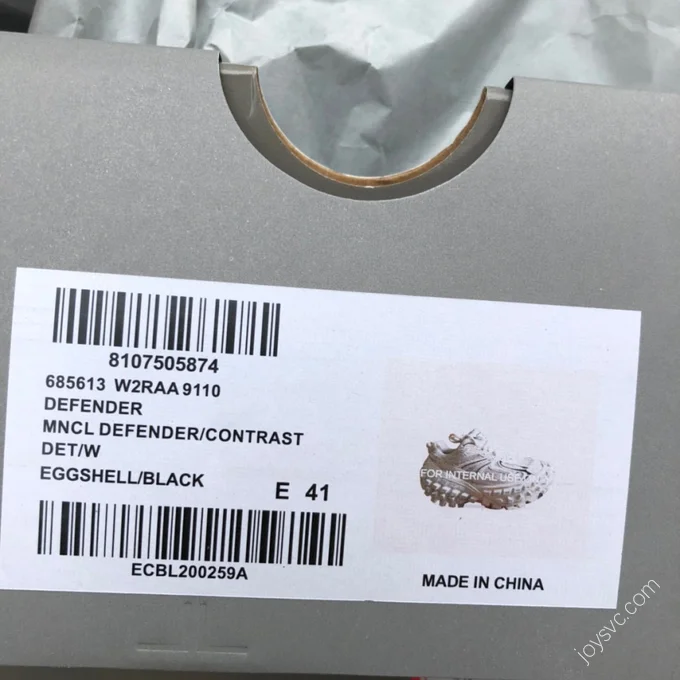 8107505874
685613 W2RAA 9110
DEFENDER
MNCL DEFENDER/CONTRAST
DET/W
EGGSHELL/BLACK
E 41
ECBL200259A
FOR INTERNAL USE
MADE IN CHINA
joysvc.com